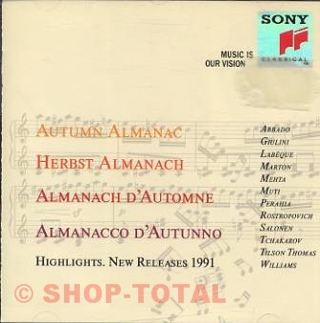 MUSIC IS
OUR VISION
SONY
CLASSICAL
AUTUMN ALMANAC
HERBST ALMANACH
ALMANACH D'AUTOMNE
ALMANACCO D'AUTUNNO
HIGHLIGHTS. NEW RELEASES 1991
ABBADO
GIULINI
LABÈQUE
MARTON
MEHTA
MUTI
PERAHIA
ROSTROPOVICH
SALONEN
TCHAKAROV
TILSON THOMAS
WILLIAMS
© SHOP-TOTAL